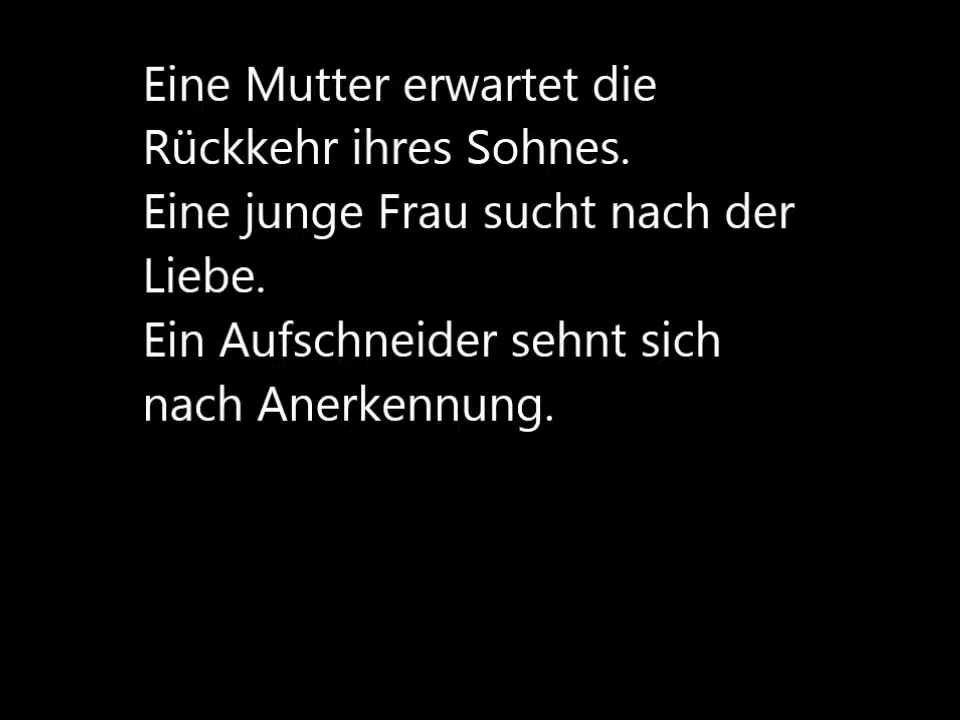 Eine Mutter erwartet die
Rückkehr ihres Sohnes.
Eine junge Frau sucht nach der
Liebe.
Ein Aufschneider sehnt sich
nach Anerkennung.